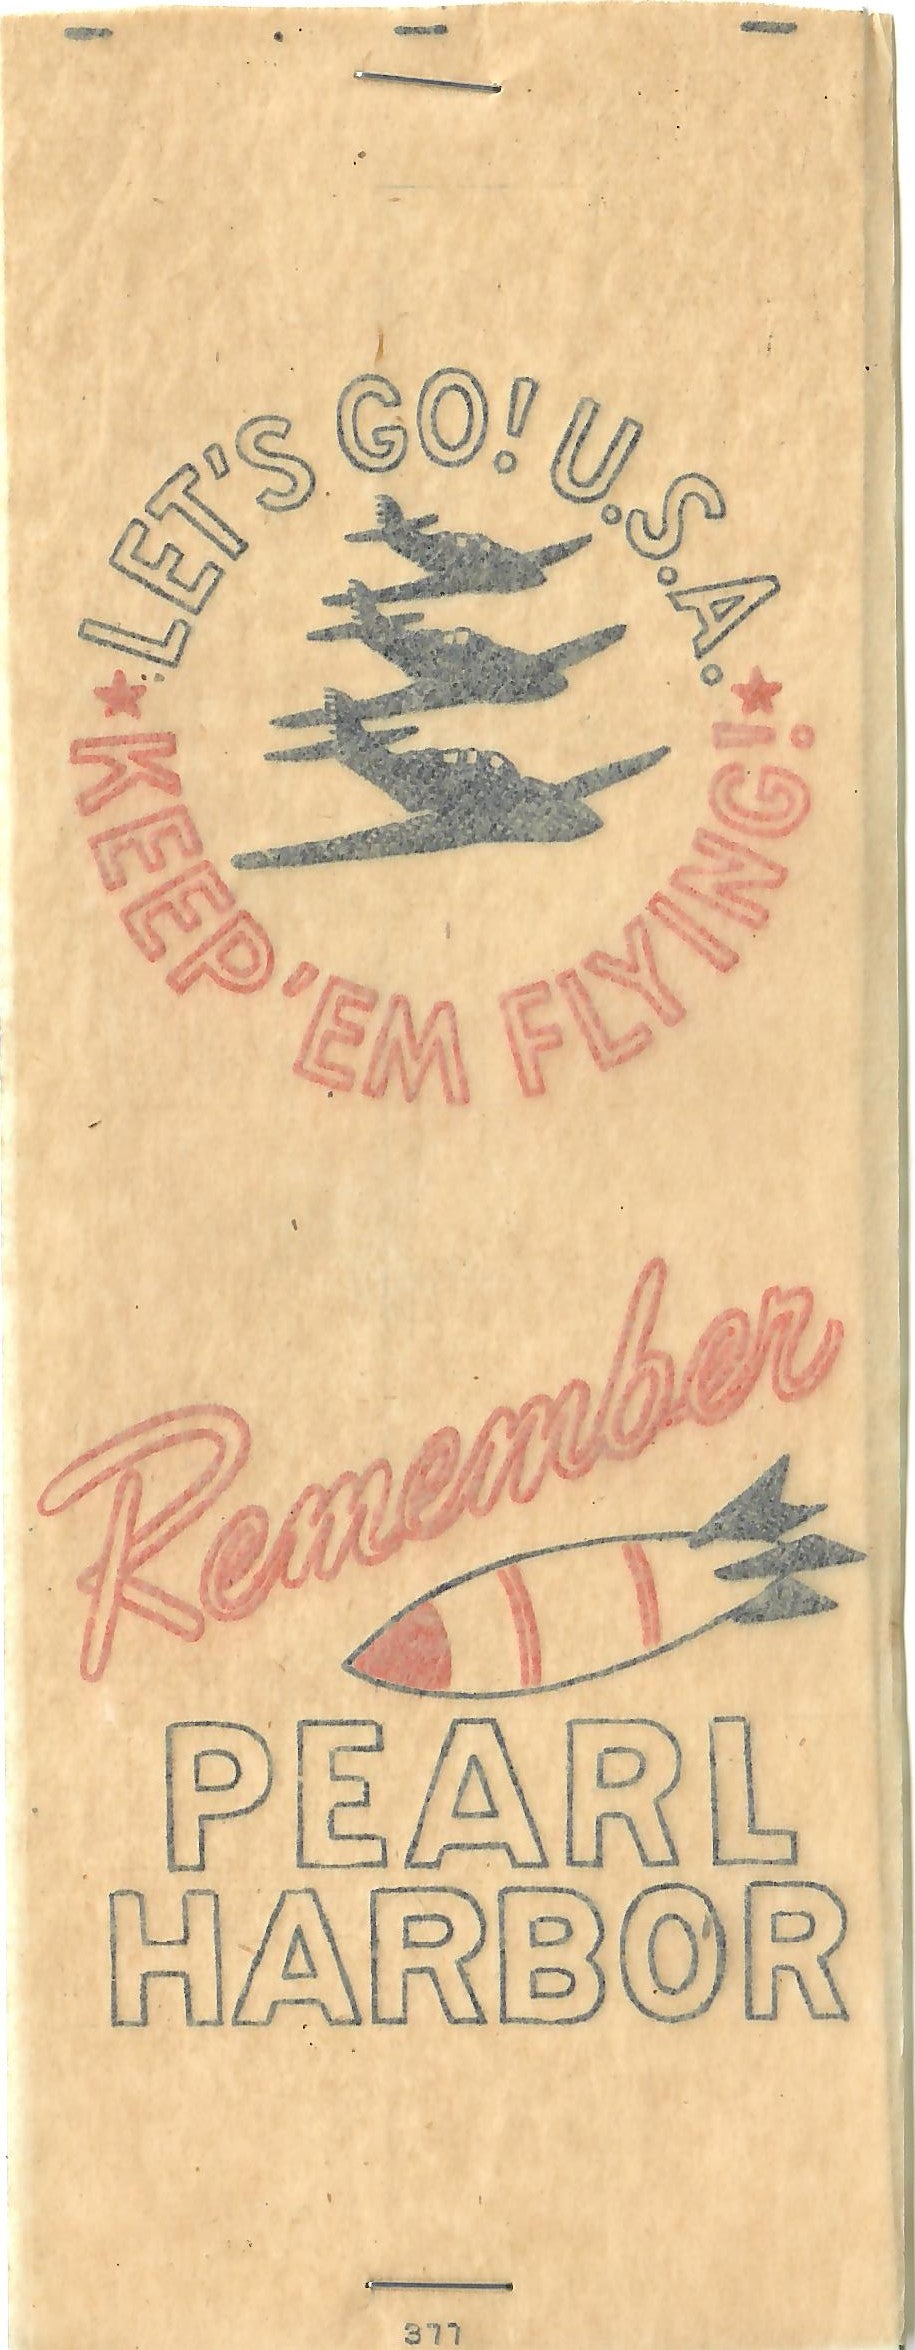 LET'S GO! U.S.A.
KEEP 'EM FLYING!
Remember
PEARL
HARBOR
377